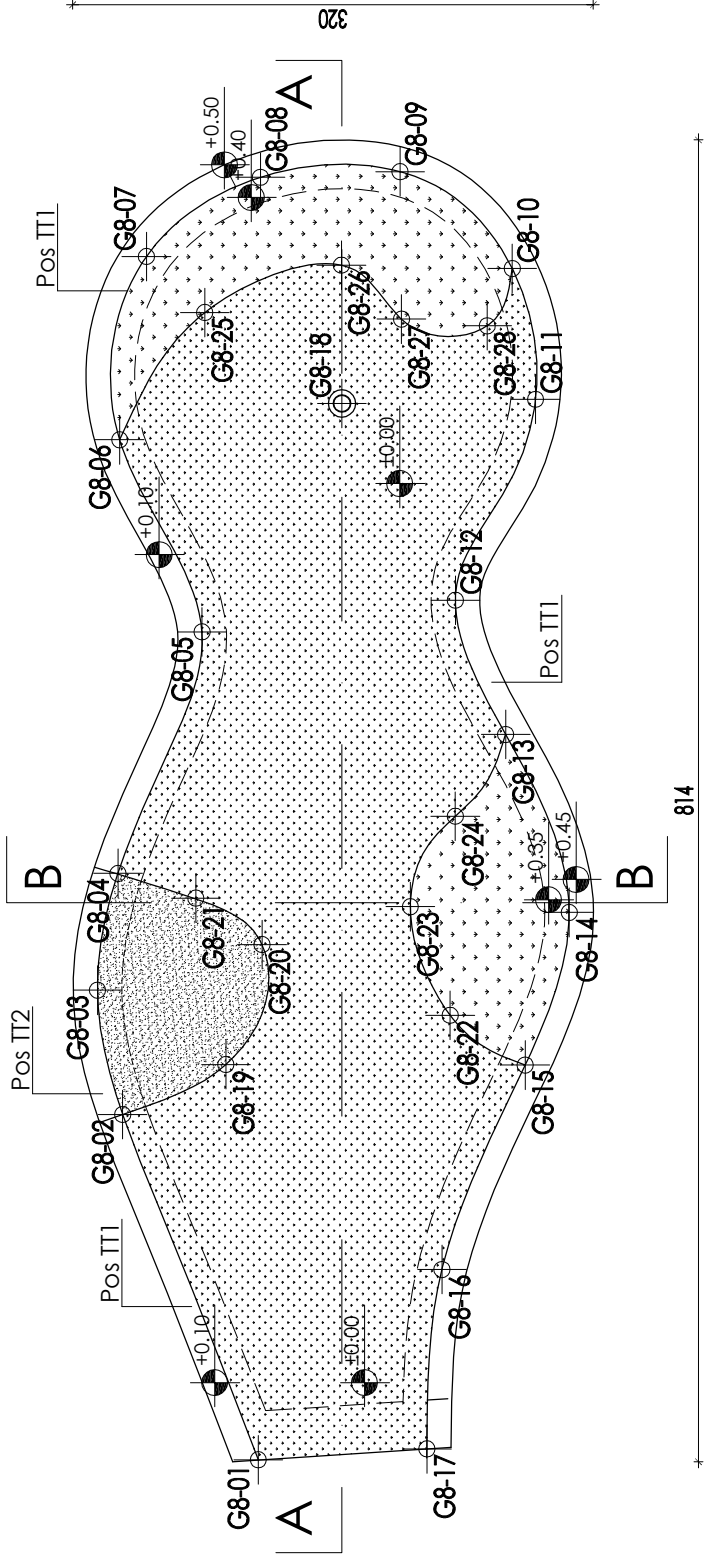 320
814
A
A
B
B
Pos TT1
Pos TT1
Pos TT1
Pos TT2
+0.50
+0.40
+0.10
±0.00
+0.35
+0.45
+0.10
±0.00
G8-01
G8-02
G8-03
G8-04
G8-05
G8-06
G8-07
G8-08
G8-09
G8-10
G8-11
G8-12
G8-13
G8-14
G8-15
G8-16
G8-17
G8-18
G8-19
G8-20
G8-21
G8-22
G8-23
G8-24
G8-25
G8-26
G8-27
G8-28